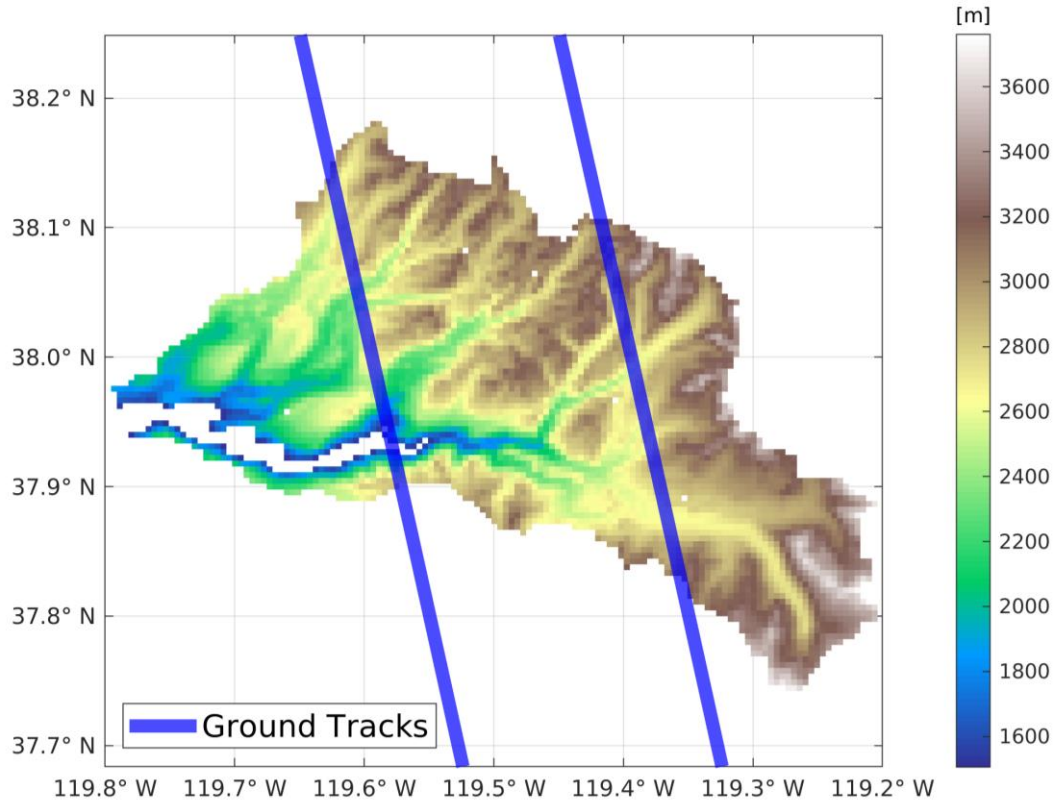 [m]
3600
3400
3200
3000
2800
2600
2400
2200
2000
1800
1600
38.2° N
38.1° N
38.0° N
37.9° N
37.8° N
37.7° N
Ground Tracks
119.8° W 119.7° W 119.6° W 119.5° W 119.4° W 119.3° W 119.2° W